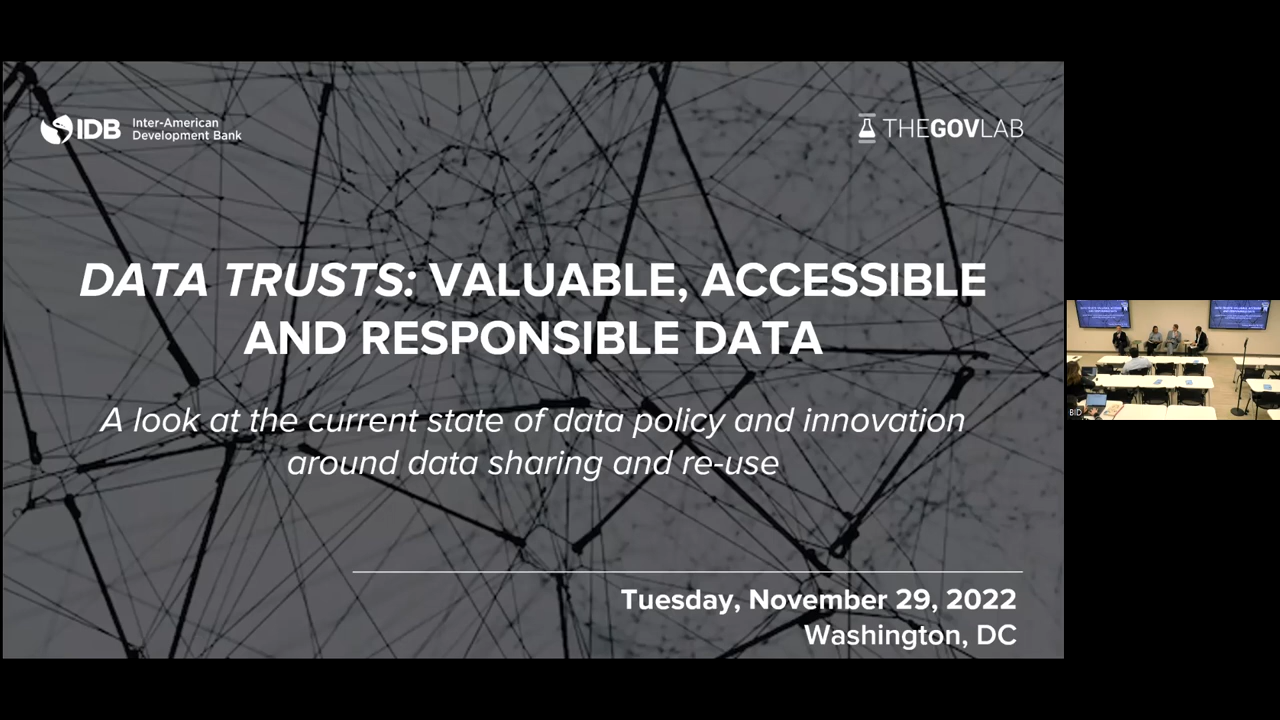 IDB Inter-American
Development Bank
THEGOVLAB
DATA TRUSTS: VALUABLE, ACCESSIBLE
AND RESPONSIBLE DATA
A look at the current state of data policy and innovation
around data sharing and re-use
Tuesday, November 29, 2022
Washington, DC
BID